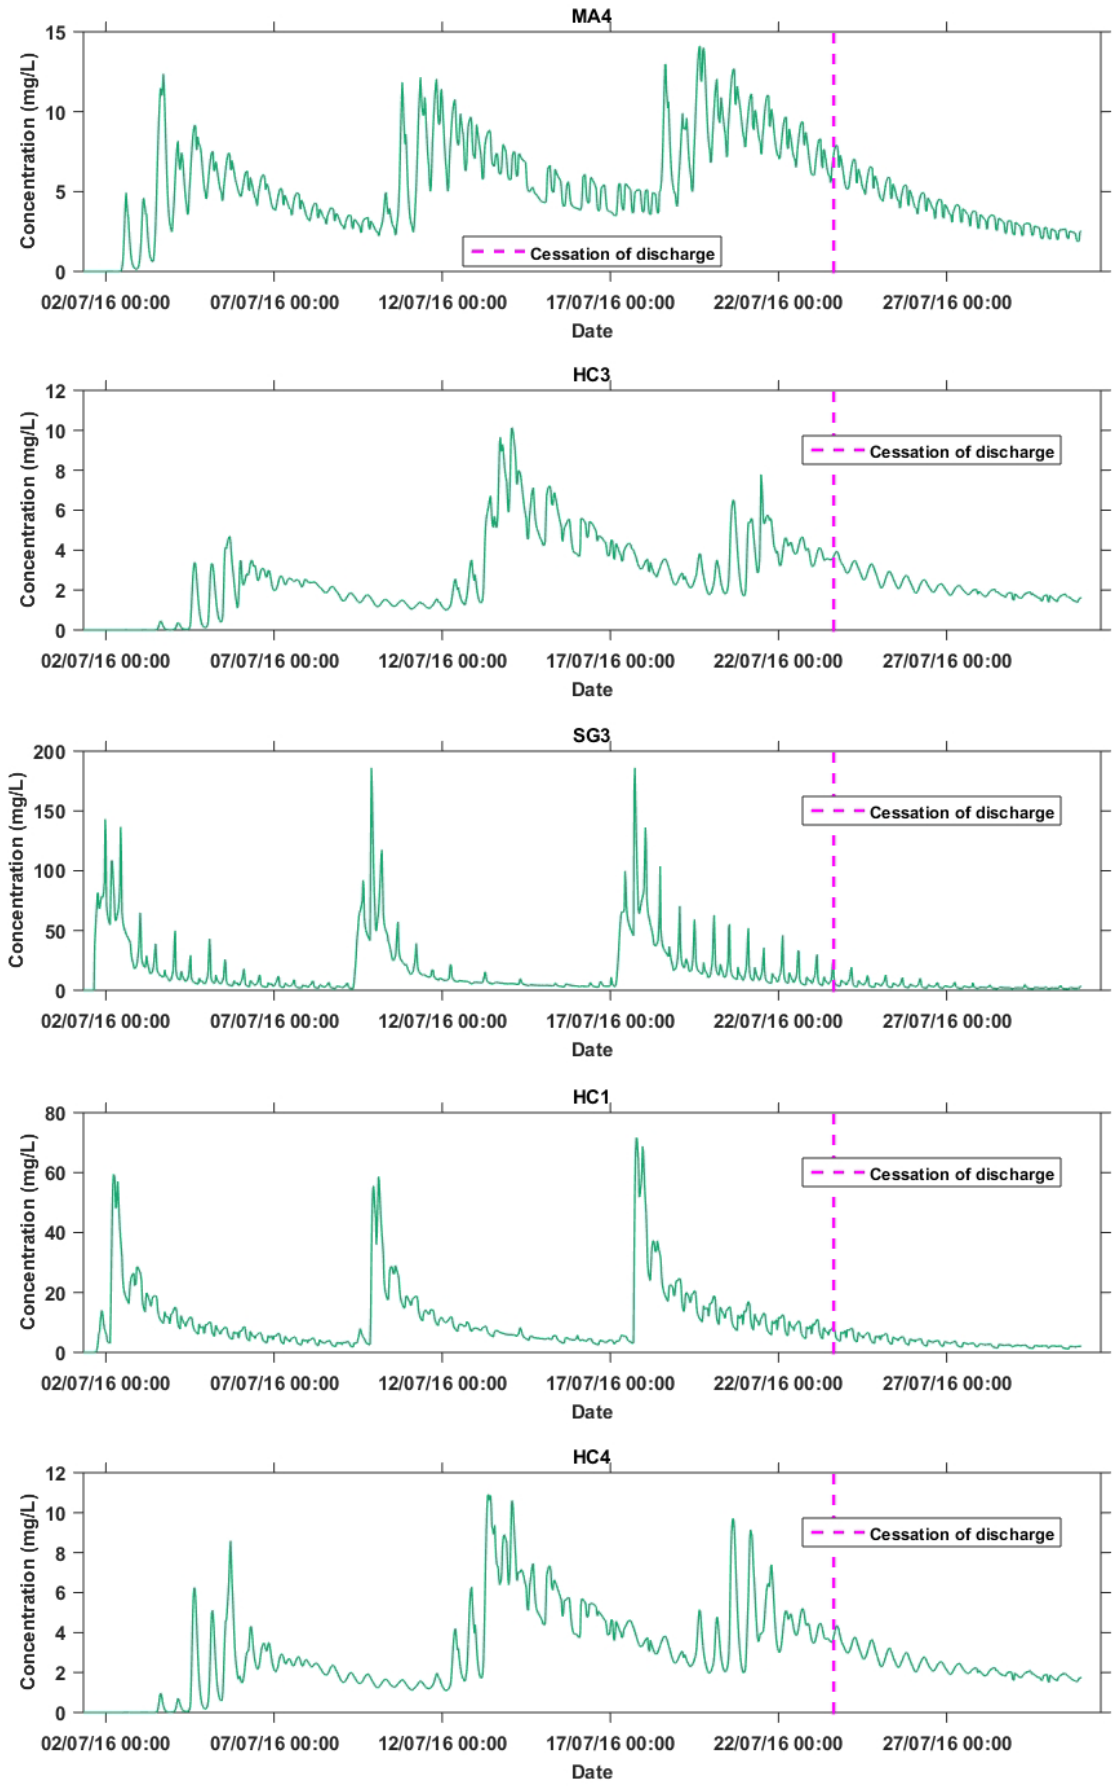 MA4
15
10
5
0
Concentration (mg/L)
Cessation of discharge
02/07/16 00:00 07/07/16 00:00 12/07/16 00:00 17/07/16 00:00 22/07/16 00:00 27/07/16 00:00
Date
HC3
12
10
8
6
4
2
0
Concentration (mg/L)
Cessation of discharge
02/07/16 00:00 07/07/16 00:00 12/07/16 00:00 17/07/16 00:00 22/07/16 00:00 27/07/16 00:00
Date
SG3
200
150
100
50
0
Concentration (mg/L)
Cessation of discharge
02/07/16 00:00 07/07/16 00:00 12/07/16 00:00 17/07/16 00:00 22/07/16 00:00 27/07/16 00:00
Date
HC1
80
60
40
20
0
Concentration (mg/L)
Cessation of discharge
02/07/16 00:00 07/07/16 00:00 12/07/16 00:00 17/07/16 00:00 22/07/16 00:00 27/07/16 00:00
Date
HC4
12
10
8
6
4
2
0
Concentration (mg/L)
Cessation of discharge
02/07/16 00:00 07/07/16 00:00 12/07/16 00:00 17/07/16 00:00 22/07/16 00:00 27/07/16 00:00
Date